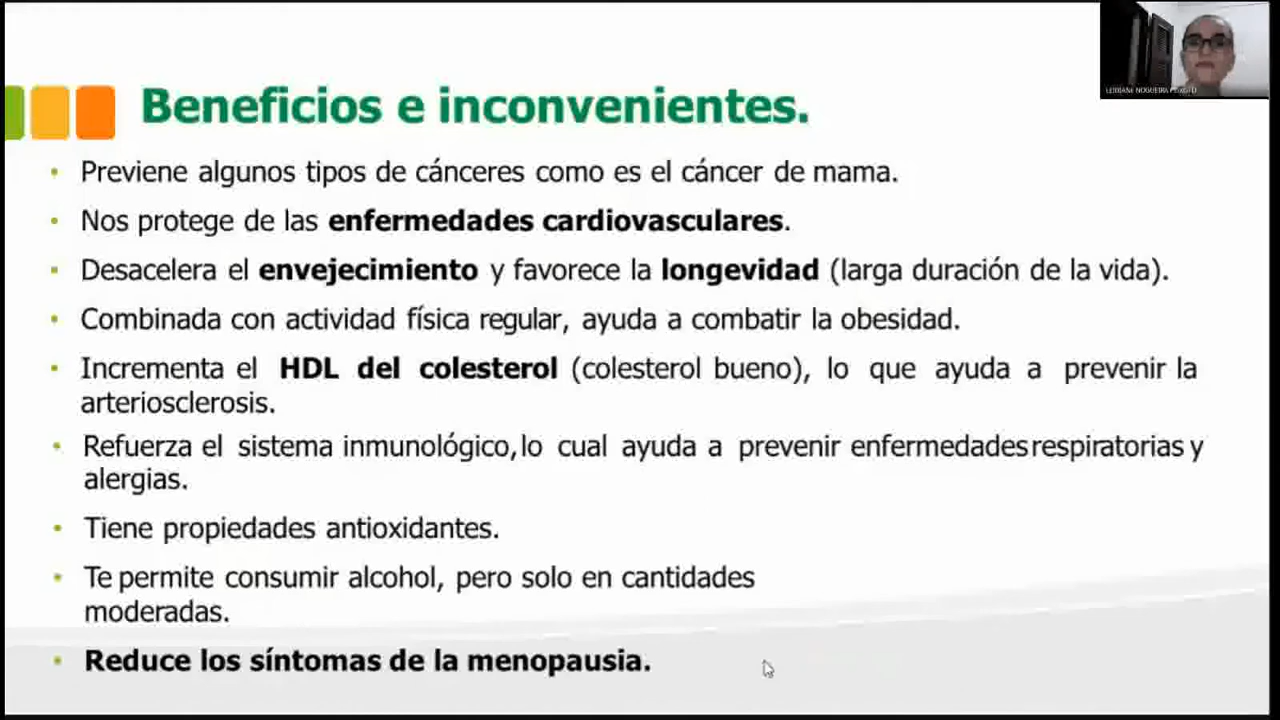 Beneficios e inconvenientes.
Previene algunos tipos de cánceres como es el cáncer de mama.
Nos protege de las enfermedades cardiovasculares.
Desacelera el envejecimiento y favorece la longevidad (larga duración de la vida).
Combinada con actividad física regular, ayuda a combatir la obesidad.
Incrementa el HDL del colesterol (colesterol bueno), lo que ayuda a prevenir la
arteriosclerosis.
Refuerza el sistema inmunológico, lo cual ayuda a prevenir enfermedades respiratorias y
alergias.
Tiene propiedades antioxidantes.
Te permite consumir alcohol, pero solo en cantidades
moderadas.
Reduce los síntomas de la menopausia.